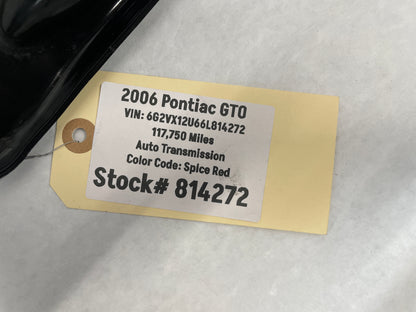 2006 Pontiac GTO
VIN: 6G2VX12U66L814272
117,750 Miles
Auto Transmission
Color Code: Spice Red
Stock# 814272